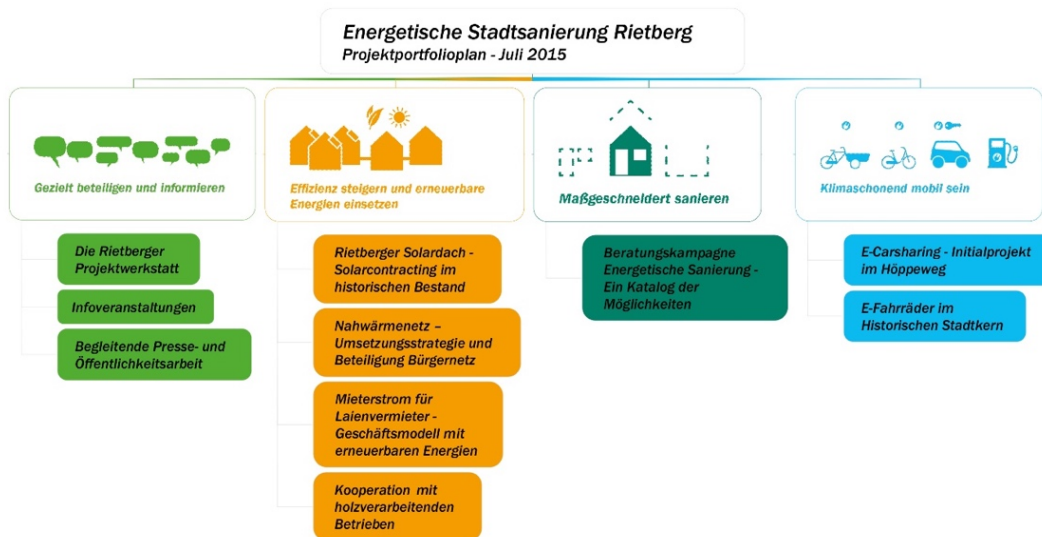 Energetische Stadtsanierung Rietberg
Projektportfolioplan - Juli 2015
Gezielt beteiligen und informieren
Die Rietberger
Projektwerkstatt
Infoveranstaltungen
Begleitende Presse- und
Öffentlichkeitsarbeit
Effizienz steigern und erneuerbare
Energien einsetzen
Rietberger Solardach -
Solarcontracting im
historischen Bestand
Nahwärmenetz –
Umsetzungsstrategie und
Beteiligung Bürgernetz
Mieterstrom für
Laienvermieter -
Geschäftsmodell mit
erneuerbaren Energien
Kooperation mit
holzverarbeitenden
Betrieben
Maßgeschneidert sanieren
Beratungskampagne
Energetische Sanierung -
Ein Katalog der
Möglichkeiten
Klimaschonend mobil sein
E-Carsharing - Initialprojekt
im Höppeweg
E-Fahrräder im
Historischen Stadtkern